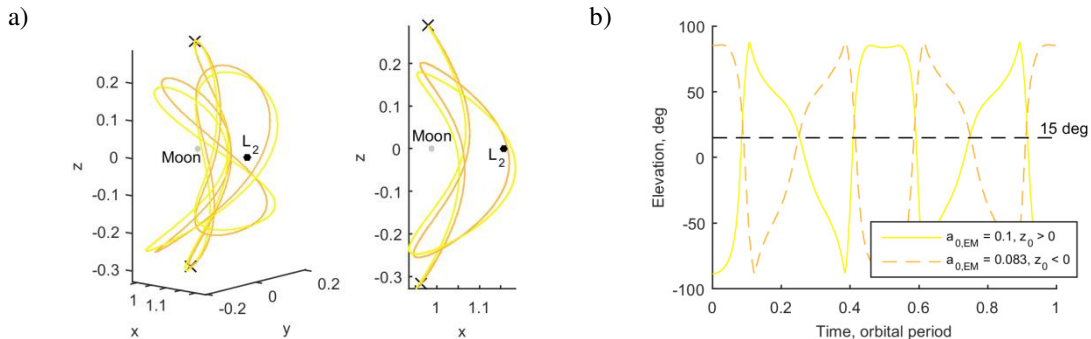 a)
0.2
0.1
0
-0.1
-0.2
-0.3
z
Moon
L2
1
1.1
x
-0.2
0
0.2
y
0.2
0.1
0
-0.1
-0.2
-0.3
z
Moon
L2
1
1.1
x
b)
100
50
0
-50
-100
Elevation, deg
15 deg
a0,EM = 0.1, z0 > 0
a0,EM = 0.083, z0 < 0
0
0.2
0.4
0.6
0.8
1
Time, orbital period